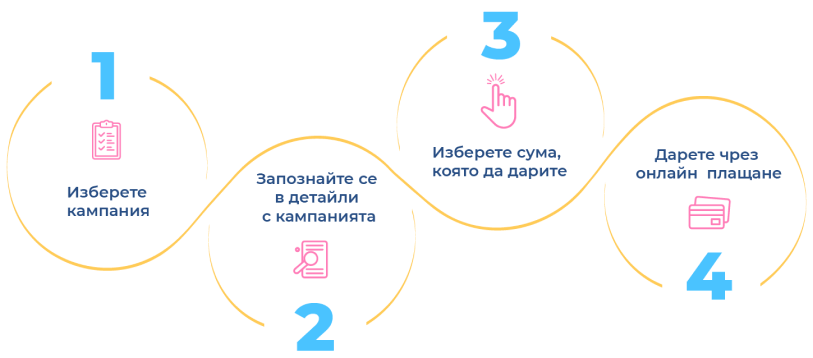 1
Изберете
кампания
Запознайте се
в детайли
с кампанията
2
3
Изберете сума,
която да дарите
Дарете чрез
онлайн плащане
4